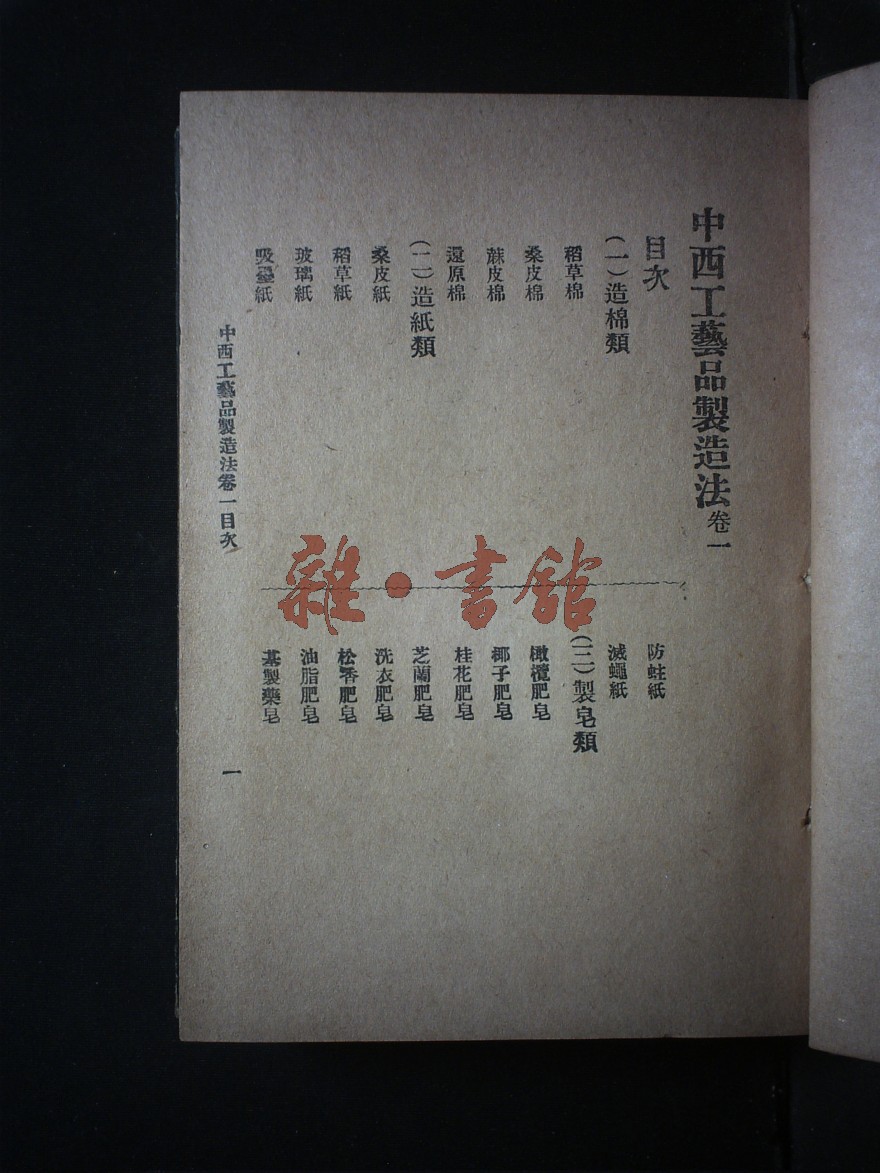 中西工藝品製造法卷一
目次
(一)造棉類
稻草棉
桑皮棉
蔴皮棉
還原棉
(二)造紙類
桑皮紙
稻草紙
玻璃紙
吸墨紙
防蛀紙
滅蠅紙
(三)製皂類
橄欖肥皂
椰子肥皂
桂花肥皂
芝蘭肥皂
洗衣肥皂
松香肥皂
油脂肥皂
基製藥皂
中西工藝品製造法卷一目次
一
雜·書館